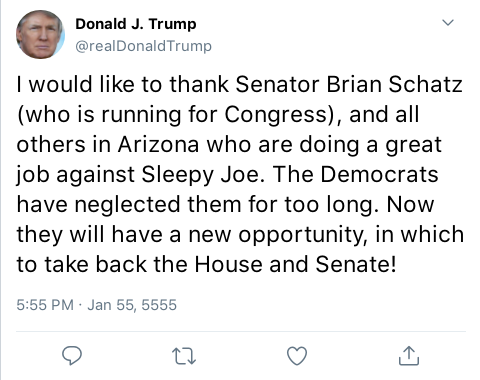 Donald J. Trump
@realDonaldTrump
I would like to thank Senator Brian Schatz
(who is running for Congress), and all
others in Arizona who are doing a great
job against Sleepy Joe. The Democrats
have neglected them for too long. Now
they will have a new opportunity, in which
to take back the House and Senate!
5:55 PM · Jan 55, 5555